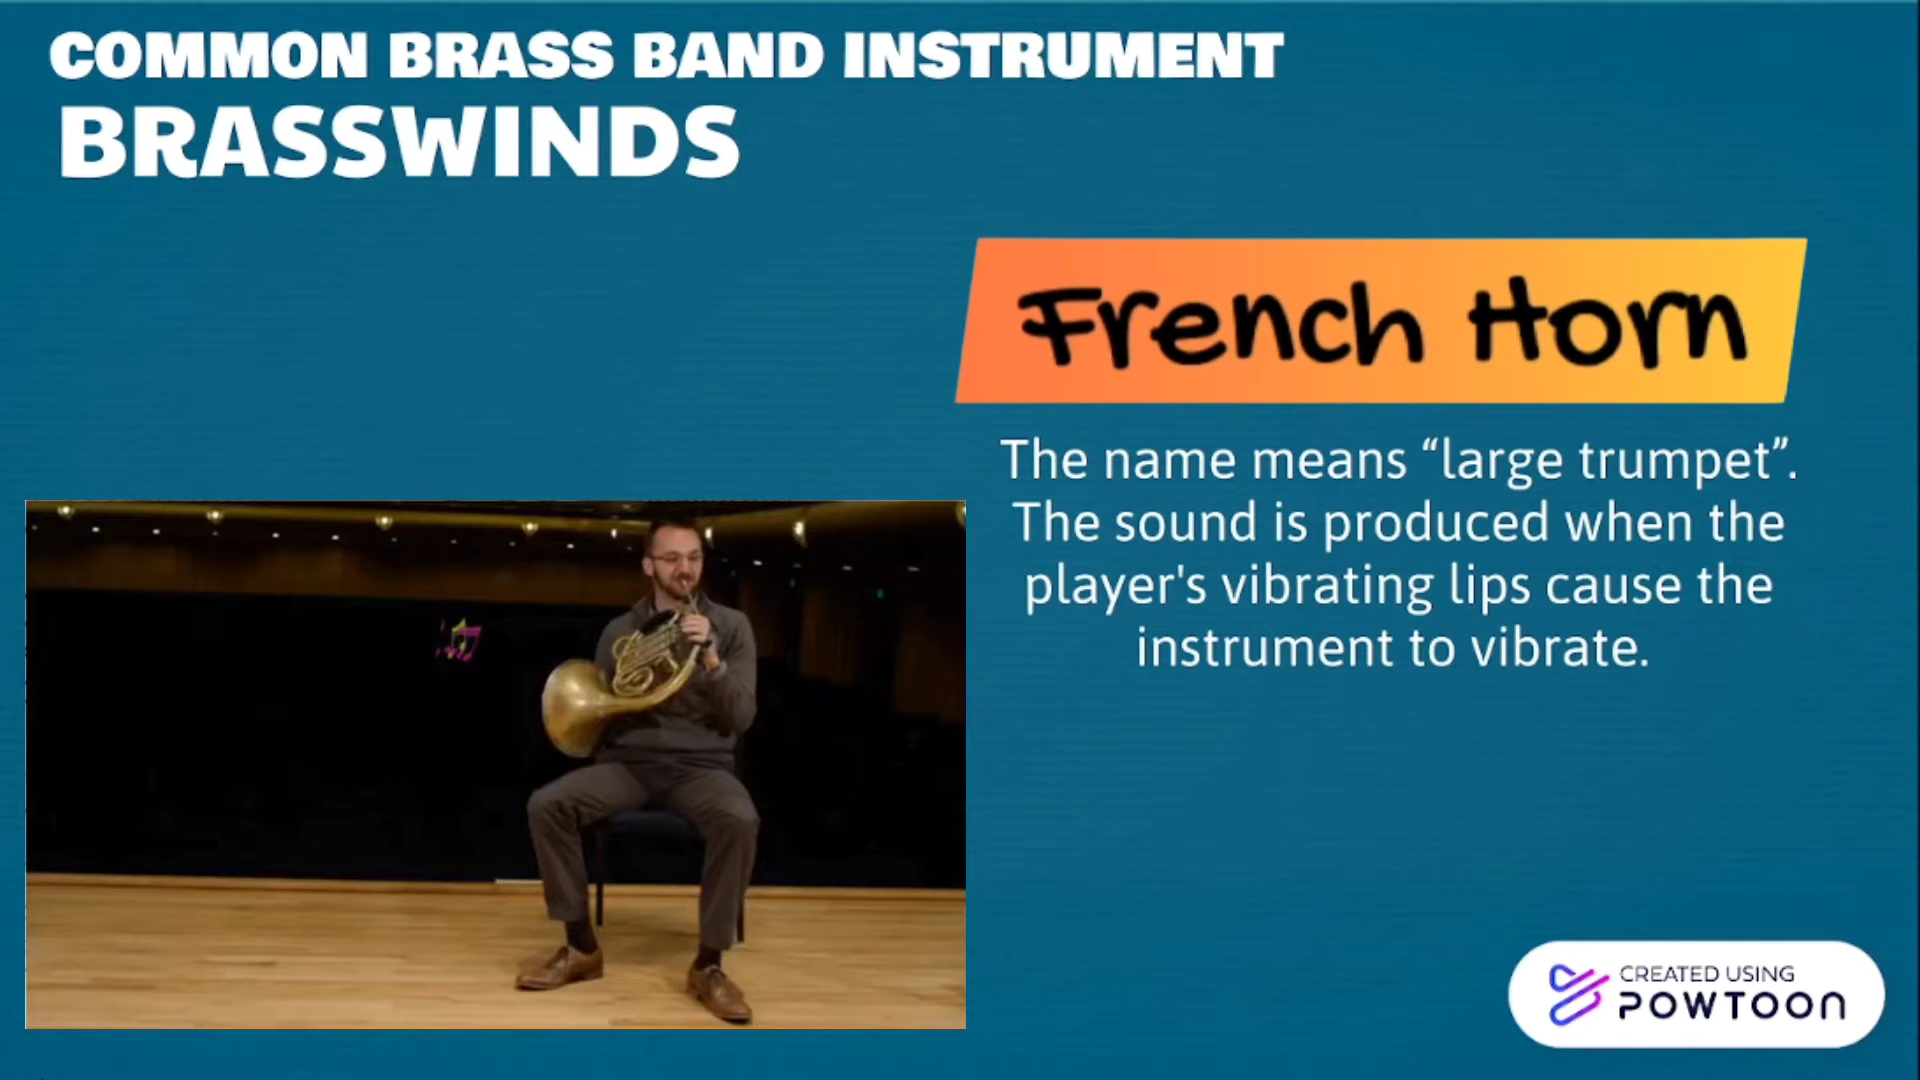 COMMON BRASS BAND INSTRUMENT
BRASSWINDS
French Horn
The name means “large trumpet”.
The sound is produced when the
player's vibrating lips cause the
instrument to vibrate.
CREATED USING
POWTOON